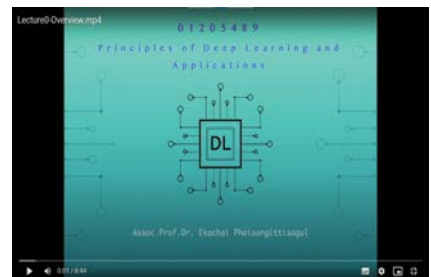 Lecture0-Overview.mp4
01205489
Principles of Deep Learning and
Applications
DL
Assoc.Prof.Dr. Ekachai Phaisangittisagul
0:01 / 8:44